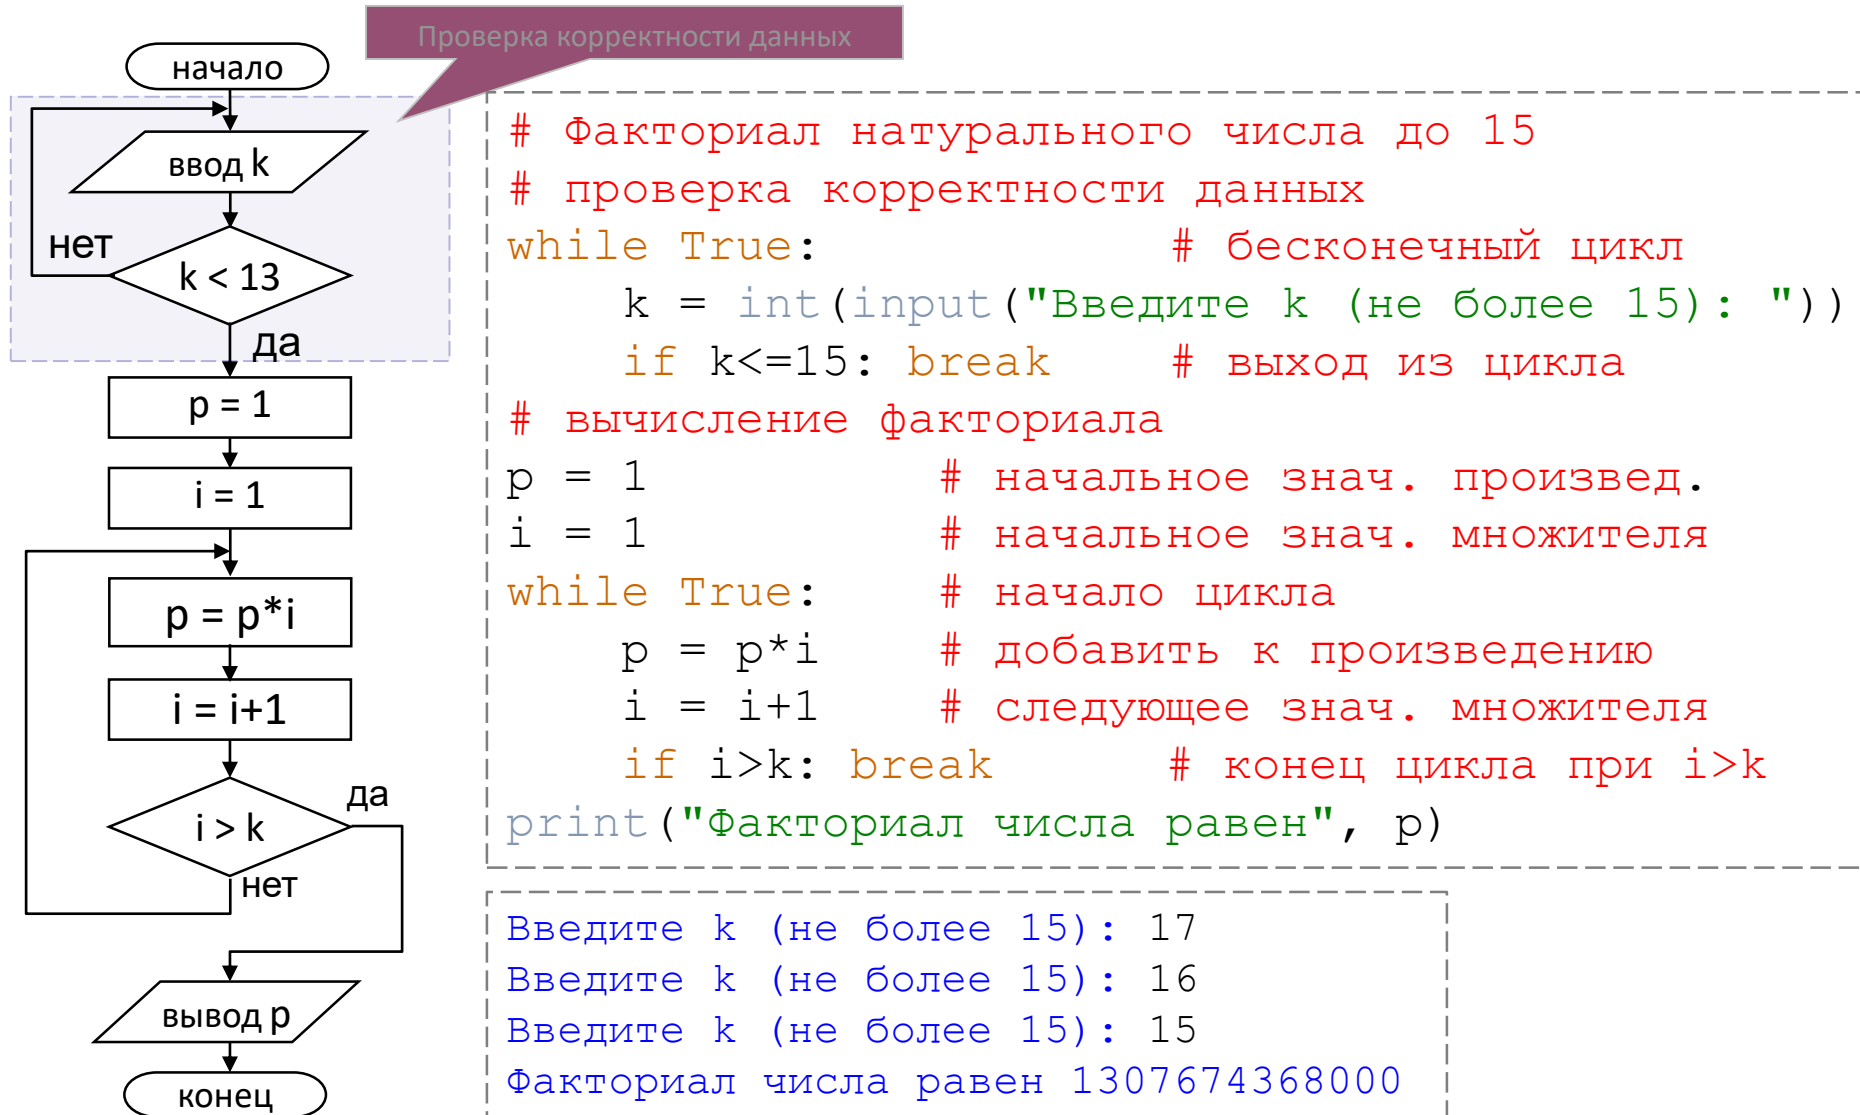 Проверка корректности данных
начало
ввод k
нет
k < 13
да
p = 1
i = 1
p = p*i
i = i+1
i > k
да
нет
вывод p
конец
# Факториал натурального числа до 15
# проверка корректности данных
while True: # бесконечный цикл
k = int(input("Введите k (не более 15): "))
if k<=15: break # выход из цикла
# вычисление факториала
p = 1 # начальное знач. произвед.
i = 1 # начальное знач. множителя
while True: # начало цикла
p = p*i # добавить к произведению
i = i+1 # следующее знач. множителя
if i>k: break # конец цикла при i>k
print("Факториал числа равен", p)
Введите k (не более 15): 17
Введите k (не более 15): 16
Введите k (не более 15): 15
Факториал числа равен 1307674368000